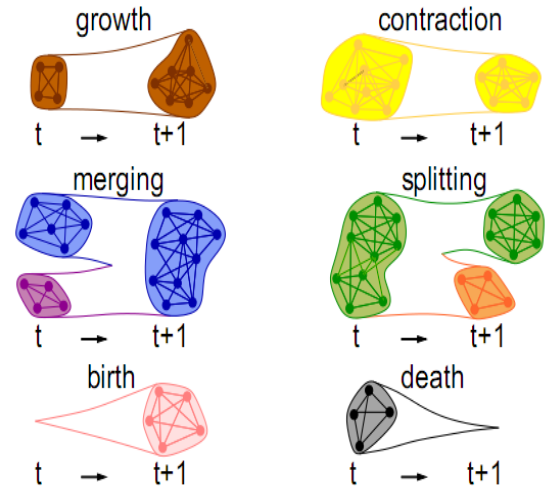 growth contraction
t → t+1 t → t+1
merging splitting
t → t+1 t → t+1
birth death
t → t+1 t → t+1